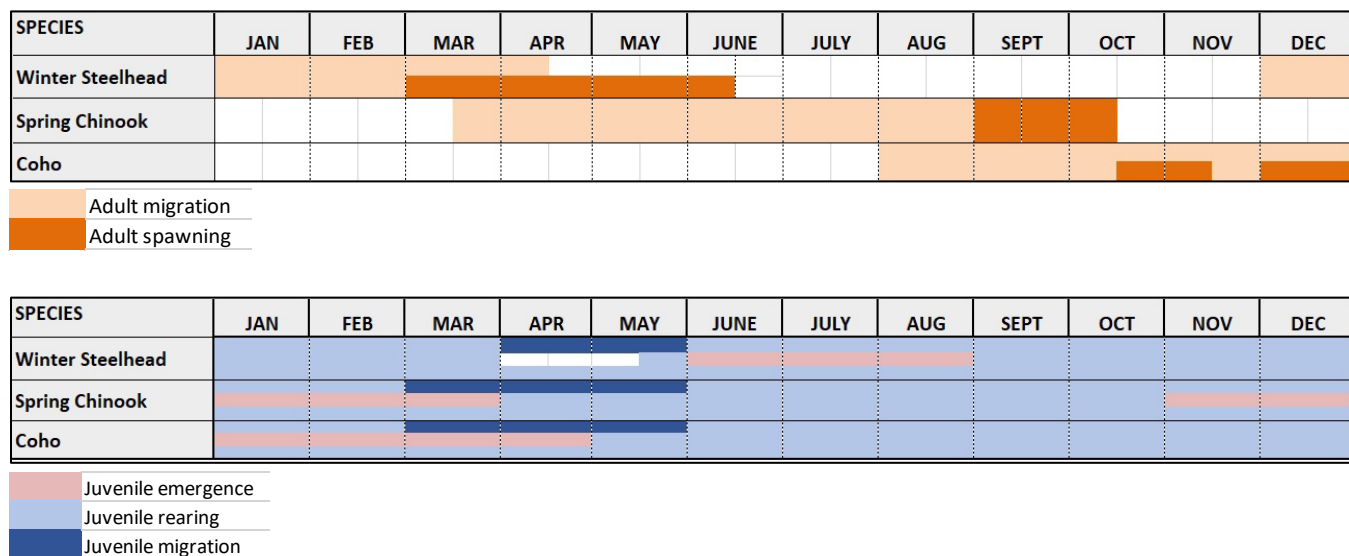 SPECIES JAN FEB MAR APR MAY JUNE JULY AUG SEPT OCT NOV DEC
Winter Steelhead
Spring Chinook
Coho
Adult migration
Adult spawning
SPECIES JAN FEB MAR APR MAY JUNE JULY AUG SEPT OCT NOV DEC
Winter Steelhead
Spring Chinook
Coho
Juvenile emergence
Juvenile rearing
Juvenile migration